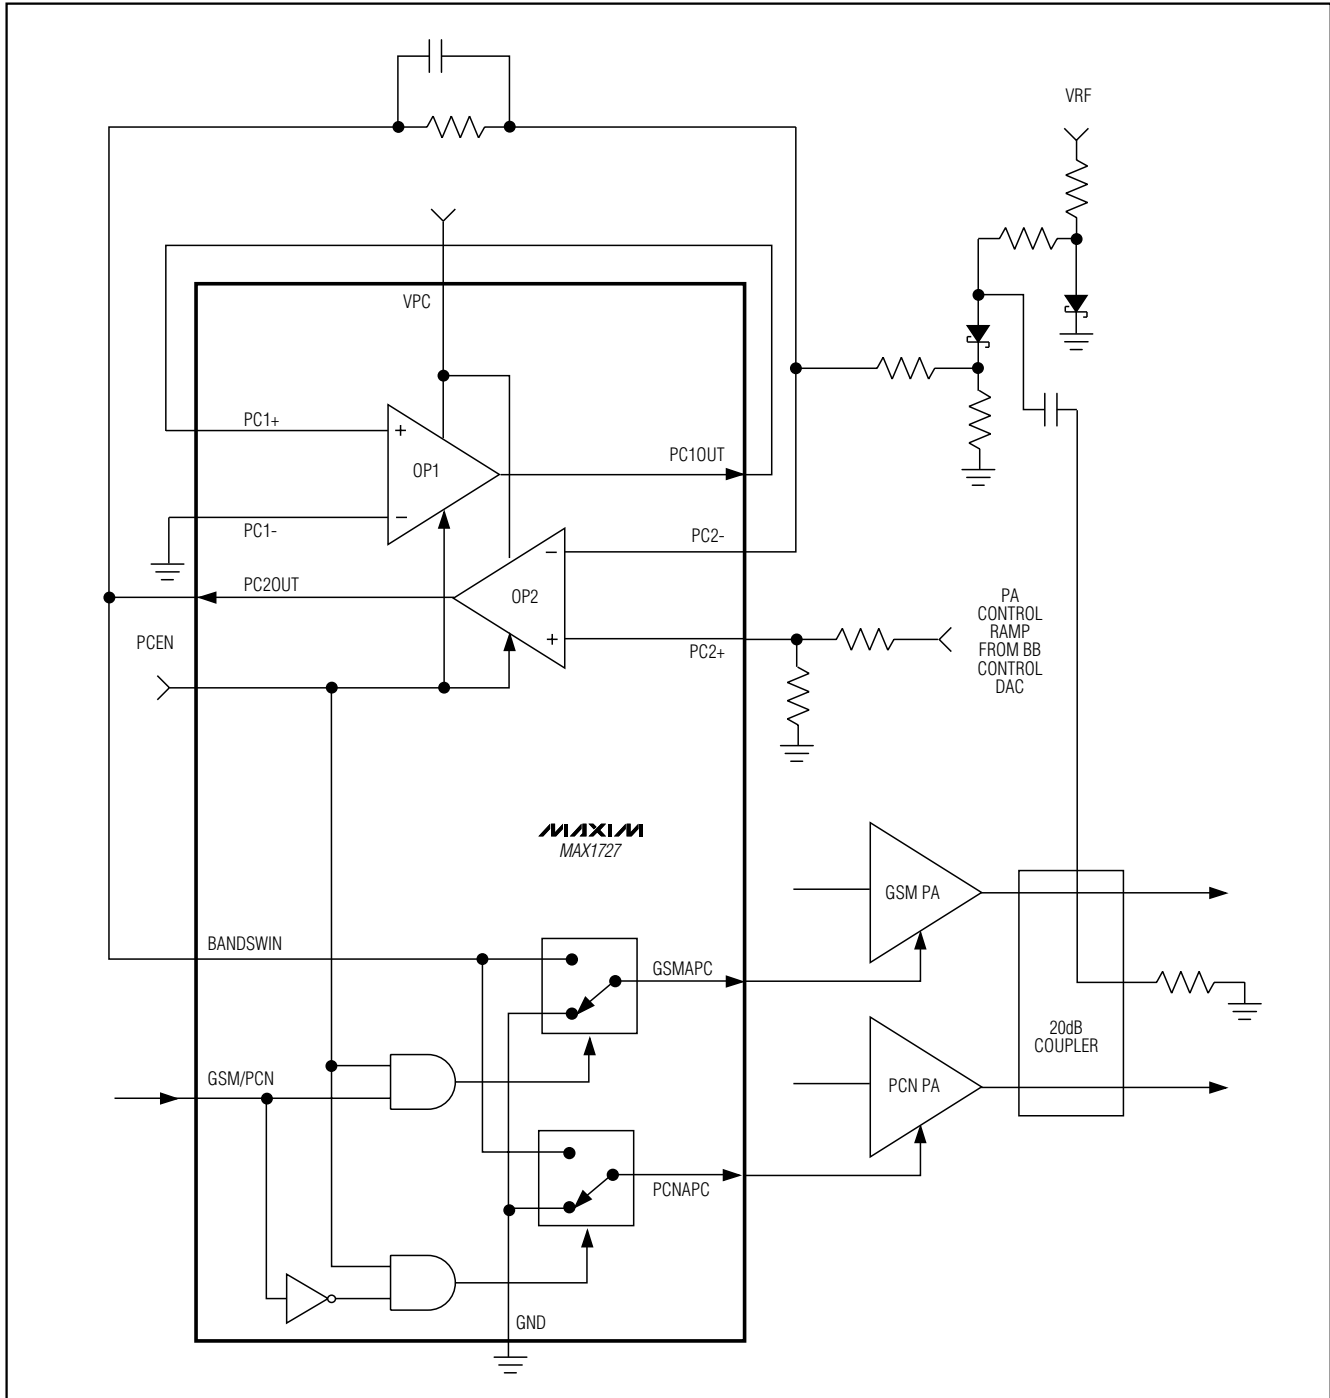 VRF
VPC
PC1+
+
OP1
PC1OUT
−
PC1-
PC2-
−
PC2OUT
OP2
PA
CONTROL
RAMP
FROM BB
CONTROL
DAC
PCEN
+
PC2+
MAXIM
MAX1727
GSM PA
BANDSWIN
GSMAPC
20dB
COUPLER
GSM/PCN
PCN PA
PCNAPC
GND